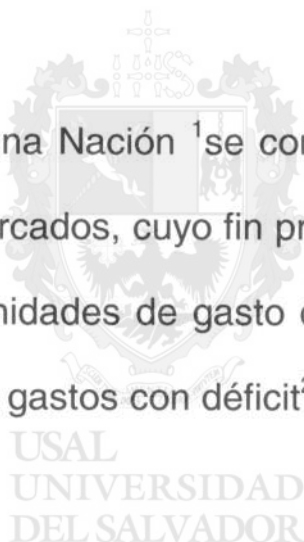 na Nación ¹se con
rcados, cuyo fin pr
nidades de gasto
gastos con déficit²
USAL
UNIVERSIDAD
DEL SALVADOR